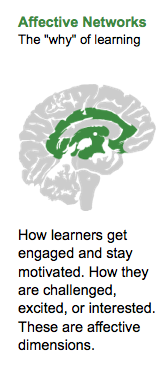 Affective Networks
The "why" of learning
How learners get
engaged and stay
motivated. How they
are challenged,
excited, or interested.
These are affective
dimensions.